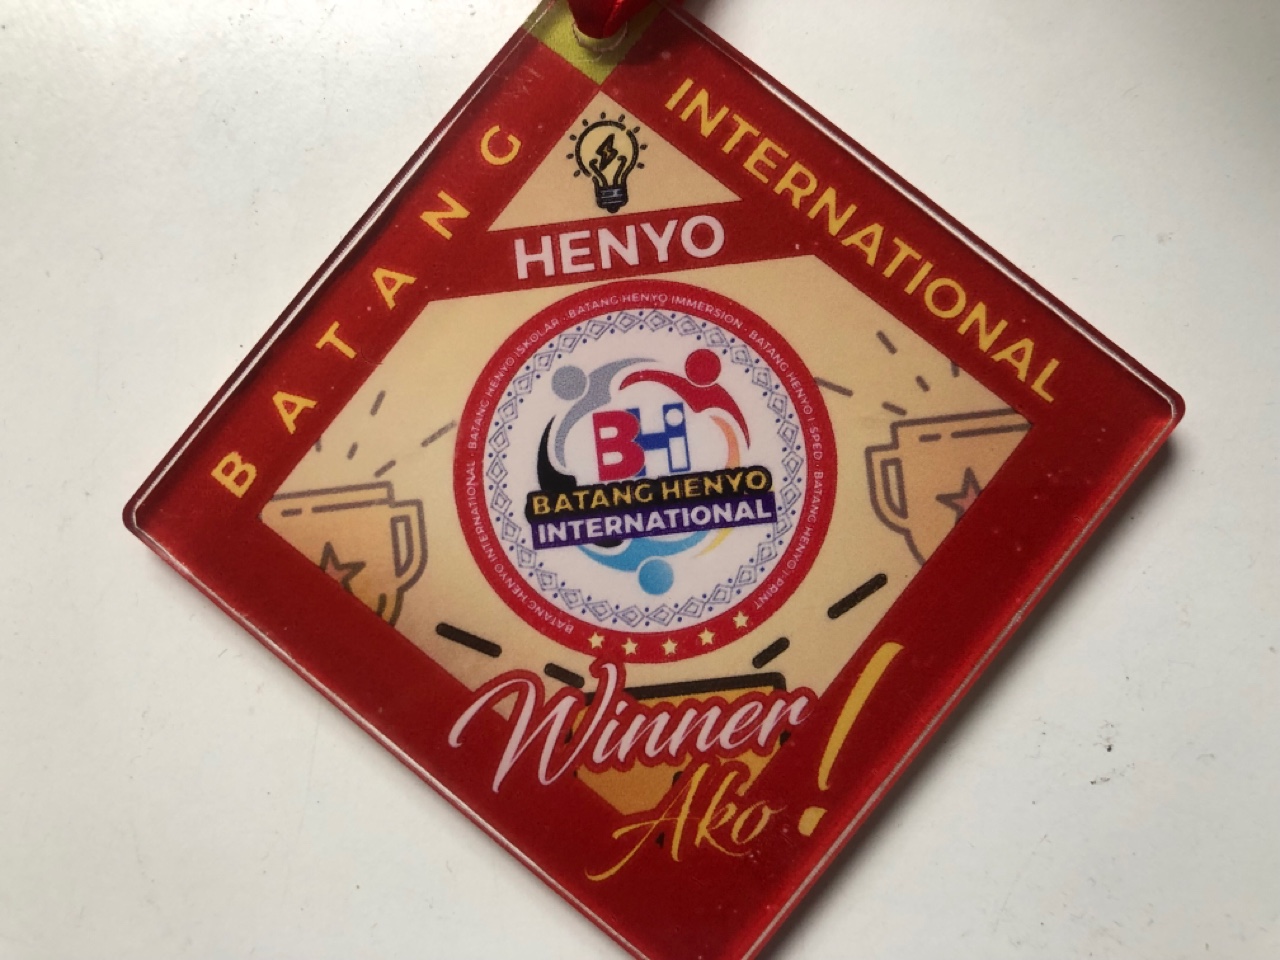 BATANG
INTERNATIONAL
HENYO
BATANG HENYO INTERNATIONAL · BATANG HENYO ISKOLAR · BATANG HENYO IMMERSION · BATANG HENYO I-SPED · BATANG HENYO I-PRINT
BHi
BATANG HENYO
INTERNATIONAL
Winner
Ako!